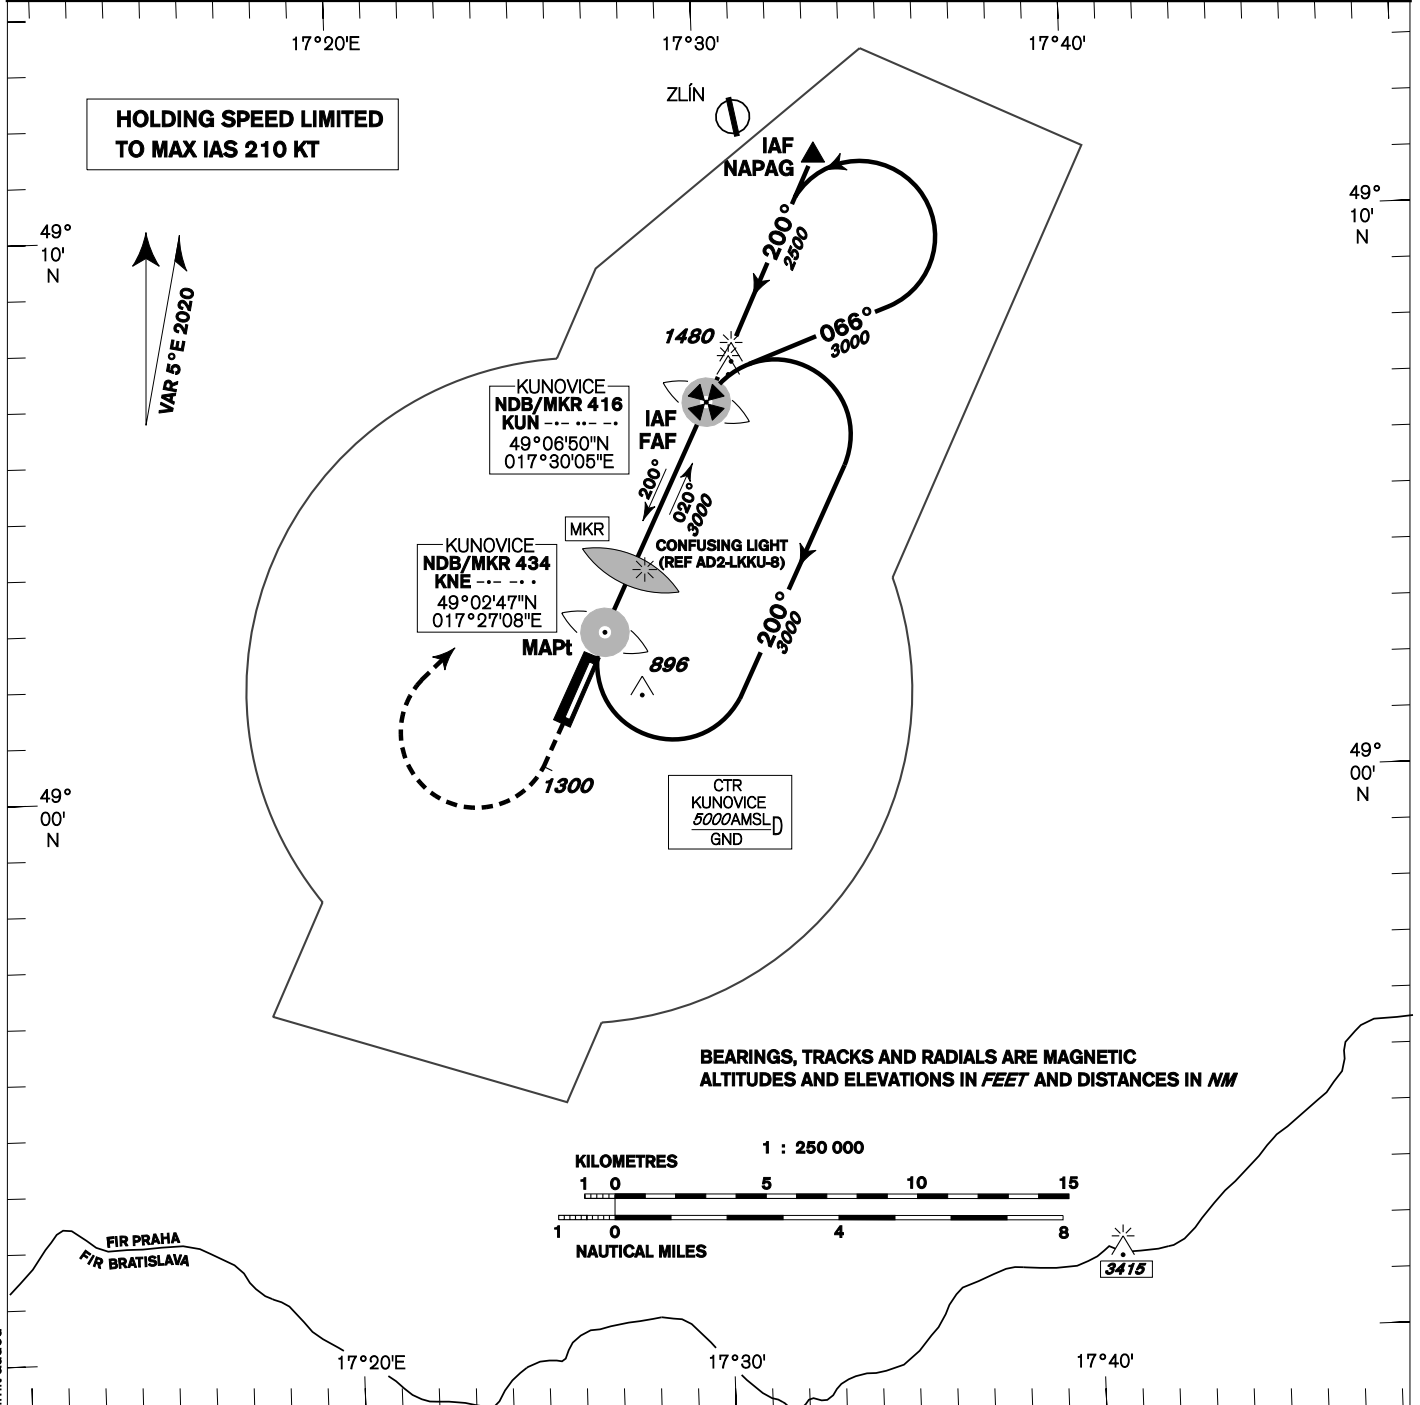 17°20'E
17°30'
17°40'
HOLDING SPEED LIMITED
TO MAX IAS 210 KT
ZLÍN
IAF
NAPAG
49°
10'
N
49°
10'
N
VAR 5°E 2020
200°
2500
066°
3000
1480
KUNOVICE
NDB/MKR 416
KUN
49°06'50"N
017°30'05"E
IAF
FAF
200°
020°
3000
MKR
CONFUSING LIGHT
(REF AD2-LKKU-8)
KUNOVICE
NDB/MKR 434
KNE
49°02'47"N
017°27'08"E
MAPt
896
200°
3000
1300
CTR
KUNOVICE
5000AMSL D
GND
49°
00'
N
49°
00'
N
BEARINGS, TRACKS AND RADIALS ARE MAGNETIC
ALTITUDES AND ELEVATIONS IN FEET AND DISTANCES IN NM
1 : 250 000
KILOMETRES
1 0 5 10 15
1 0 4 8
NAUTICAL MILES
FIR PRAHA
FIR BRATISLAVA
3415
17°20'E
17°30'
17°40'